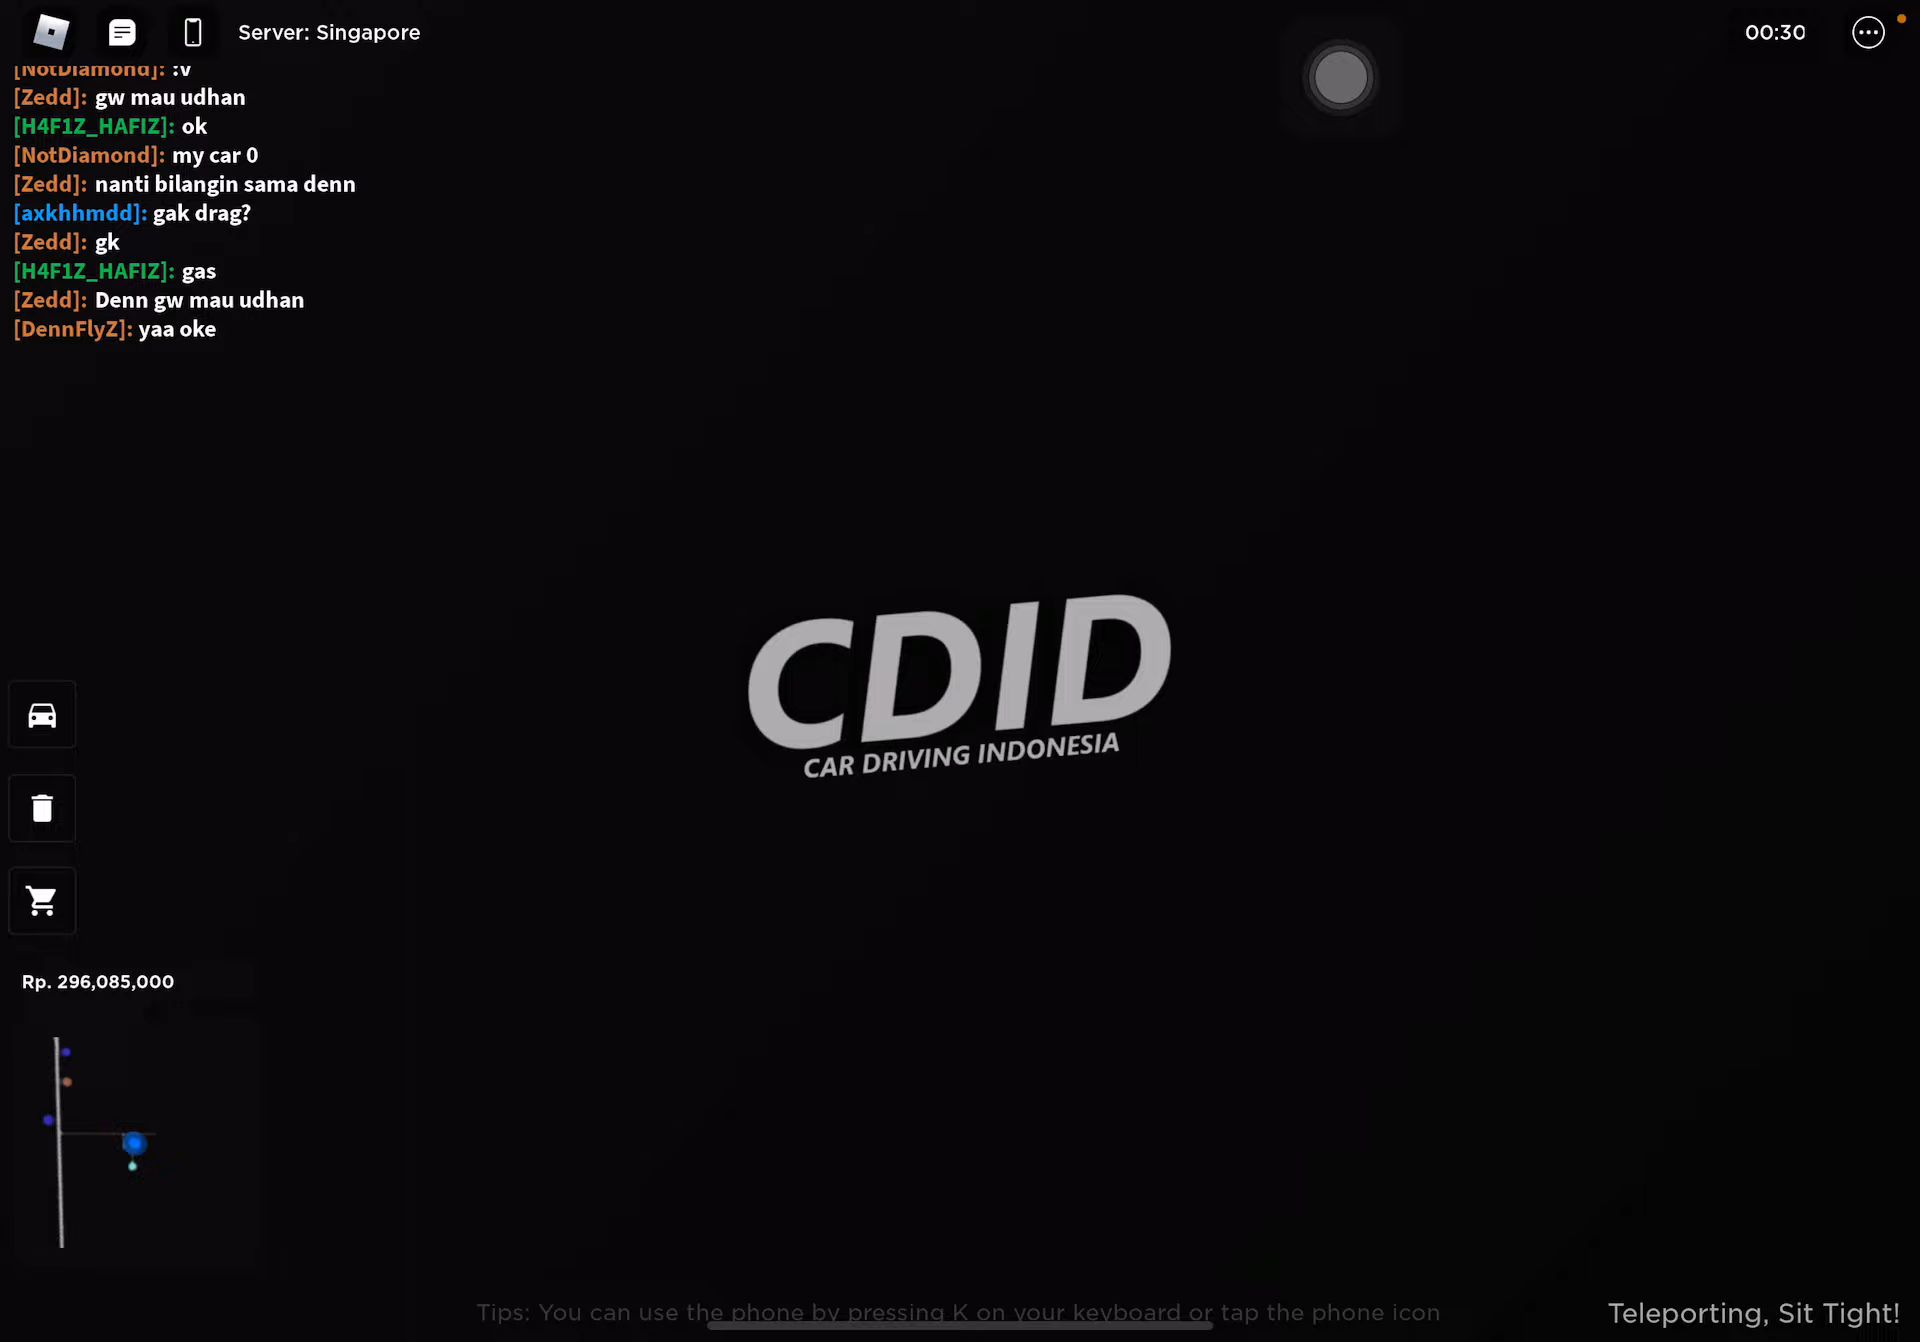 Server: Singapore
00:30
[NotDiamond]: :v
[Zedd]: gw mau udhan
[H4F1Z_HAFIZ]: ok
[NotDiamond]: my car 0
[Zedd]: nanti bilangin sama denn
[axkhhmdd]: gak drag?
[Zedd]: gk
[H4F1Z_HAFIZ]: gas
[Zedd]: Denn gw mau udhan
[DennFlyZ]: yaa oke
CDID
CAR DRIVING INDONESIA
Rp. 296,085,000
Tips: You can use the phone by pressing K on your keyboard or tap the phone icon
Teleporting, Sit Tight!